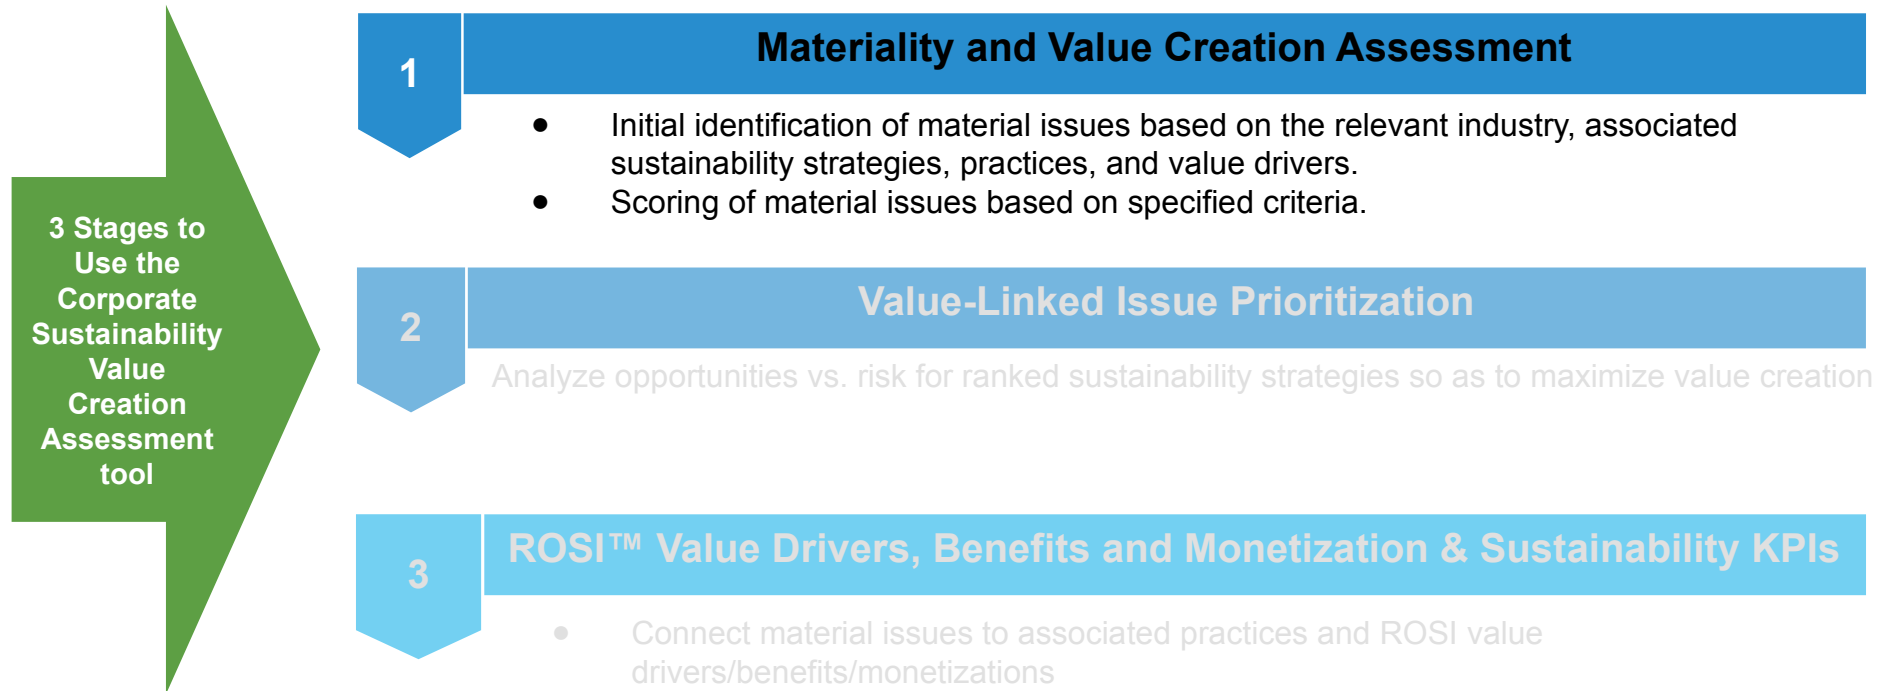 3 Stages to
Use the
Corporate
Sustainability
Value
Creation
Assessment
tool
1
Materiality and Value Creation Assessment
● Initial identification of material issues based on the relevant industry, associated
sustainability strategies, practices, and value drivers.
● Scoring of material issues based on specified criteria.
2
Value-Linked Issue Prioritization
Analyze opportunities vs. risk for ranked sustainability strategies so as to maximize value creation
3
ROSI™ Value Drivers, Benefits and Monetization & Sustainability KPIs
● Connect material issues to associated practices and ROSI value
drivers/benefits/monetizations